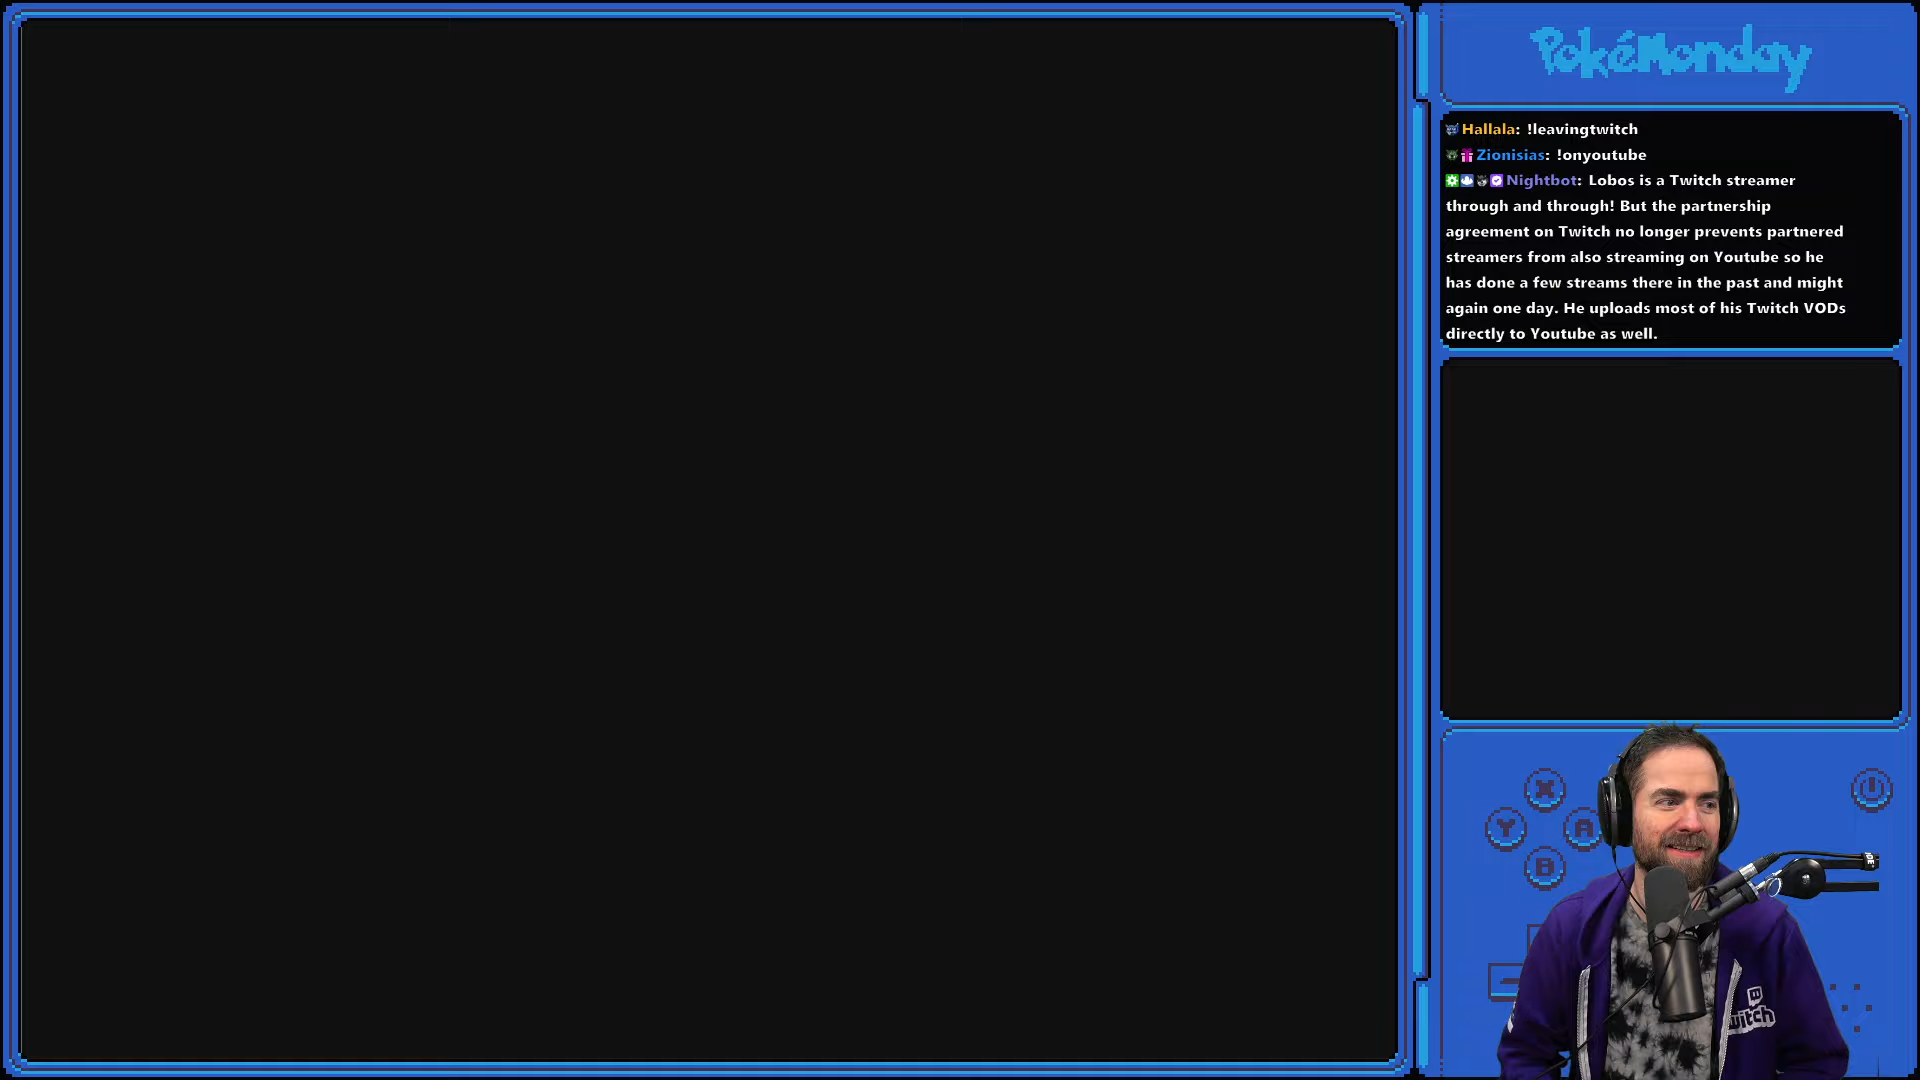 PokéMonday
Hallala: !leavingtwitch
Zionisias: !onyoutube
Nightbot: Lobos is a Twitch streamer
through and through! But the partnership
agreement on Twitch no longer prevents partnered
streamers from also streaming on Youtube so he
has done a few streams there in the past and might
again one day. He uploads most of his Twitch VODs
directly to Youtube as well.
X
Y A
B
twitch